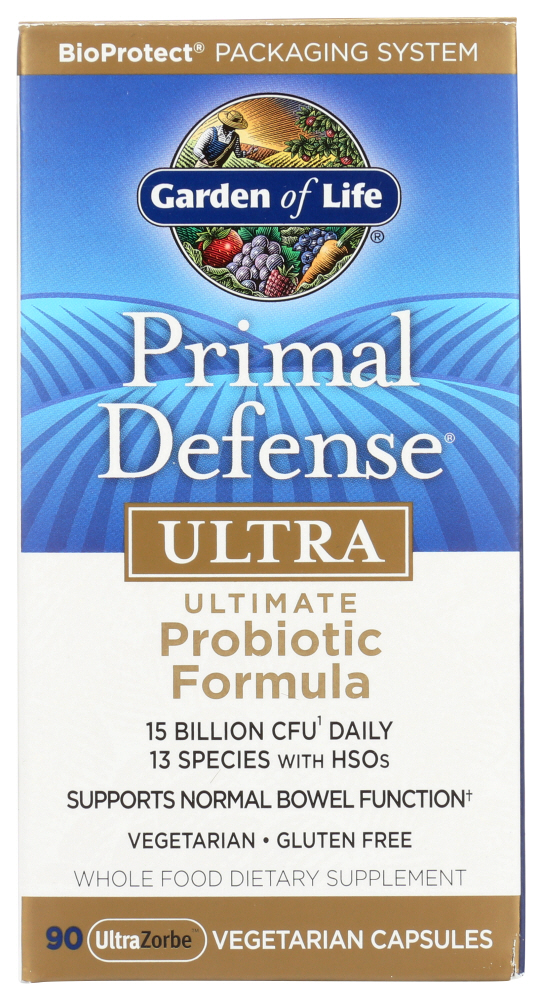 BioProtect® PACKAGING SYSTEM
Garden of Life®
Primal
Defense®
ULTRA
ULTIMATE
Probiotic
Formula
15 BILLION CFU¹ DAILY
13 SPECIES WITH HSOs
SUPPORTS NORMAL BOWEL FUNCTION†
VEGETARIAN • GLUTEN FREE
WHOLE FOOD DIETARY SUPPLEMENT
90 UltraZorbe™ VEGETARIAN CAPSULES